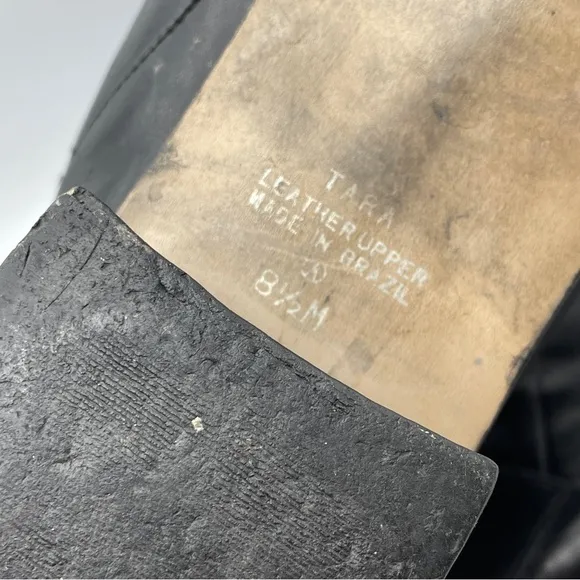 TARA
LEATHER UPPER
MADE IN BRAZIL
8½M